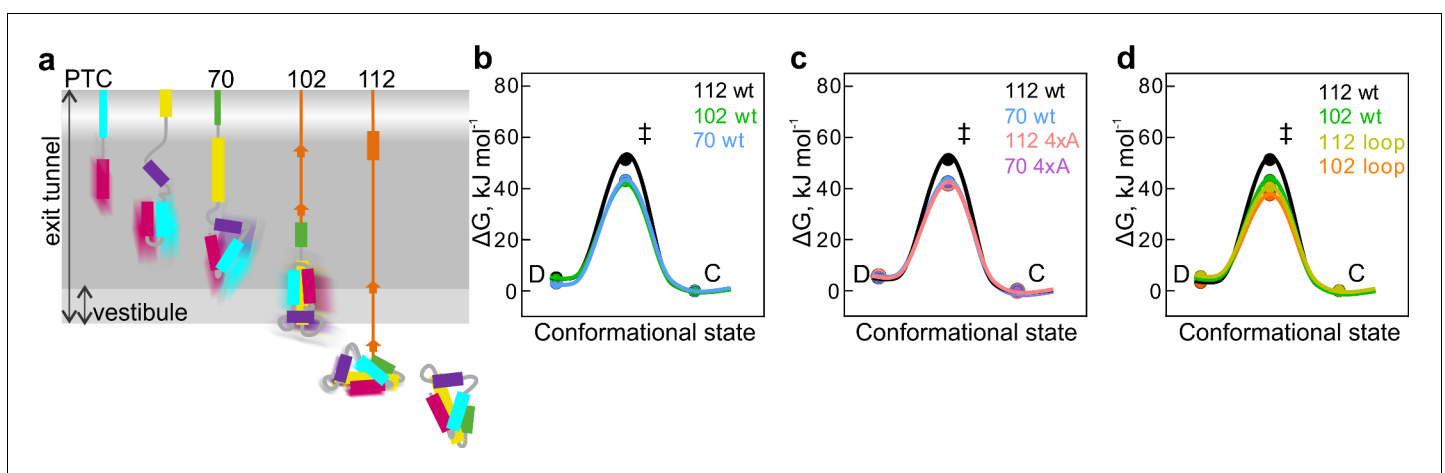 a
PTC 70 102 112
exit tunnel
vestibule
b
ΔG, kJ mol⁻¹
80
60
40
20
0
112 wt
102 wt
70 wt
‡
D
C
Conformational state
c
ΔG, kJ mol⁻¹
80
60
40
20
0
112 wt
70 wt
112 4xA
70 4xA
‡
D
C
Conformational state
d
ΔG, kJ mol⁻¹
80
60
40
20
0
112 wt
102 wt
112 loop
102 loop
‡
D
C
Conformational state